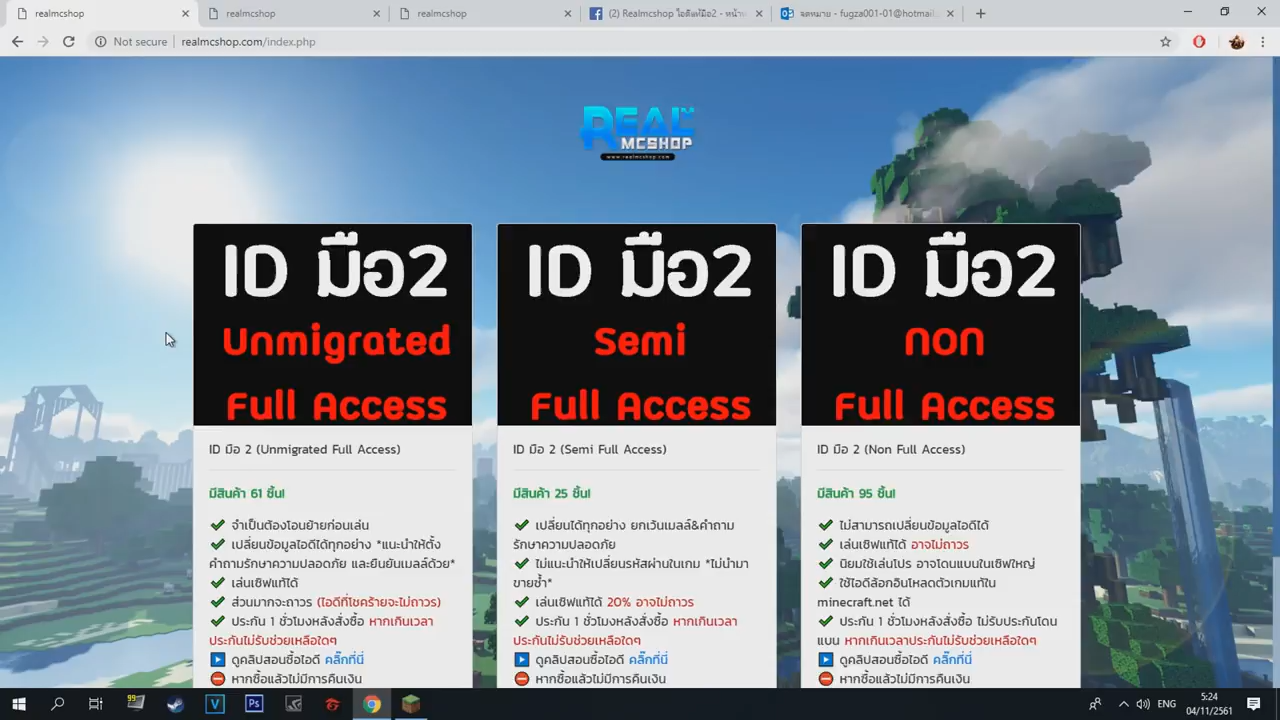 realmcshop
realmcshop
realmcshop
(2) Realmcshop ไอดีแท้มือ2 - หน้า
จดหมาย - fugza001-01@hotmail
Not secure
realmcshop.com/index.php
REAL
MCSHOP
www.realmcshop.com
ID มือ2
Unmigrated
Full Access
ID มือ 2 (Unmigrated Full Access)
มีสินค้า 61 ชิ้น!
จำเป็นต้องโอนย้ายก่อนเล่น
เปลี่ยนข้อมูลไอดีได้ทุกอย่าง *แนะนำให้ตั้ง
คำถามรักษาความปลอดภัย และยืนยันเมลล์ด้วย*
เล่นเซิฟแท้ได้
ส่วนมากจะถาวร (ไอดีที่โชคร้ายจะไม่ถาวร)
ประกัน 1 ชั่วโมงหลังสั่งซื้อ หากเกินเวลา
ประกันไม่รับช่วยเหลือใดๆ
ดูคลิปสอนซื้อไอดี คลิ๊กที่นี่
หากซื้อแล้วไม่มีการคืนเงิน
ID มือ2
Semi
Full Access
ID มือ 2 (Semi Full Access)
มีสินค้า 25 ชิ้น!
เปลี่ยนได้ทุกอย่าง ยกเว้นเมลล์&คำถาม
รักษาความปลอดภัย
ไม่แนะนำให้เปลี่ยนรหัสผ่านในเกม *ไม่นำมา
ขายซ้ำ*
เล่นเซิฟแท้ได้ 20% อาจไม่ถาวร
ประกัน 1 ชั่วโมงหลังสั่งซื้อ หากเกินเวลา
ประกันไม่รับช่วยเหลือใดๆ
ดูคลิปสอนซื้อไอดี คลิ๊กที่นี่
หากซื้อแล้วไม่มีการคืนเงิน
ID มือ2
non
Full Access
ID มือ 2 (Non Full Access)
มีสินค้า 95 ชิ้น!
ไม่สามารถเปลี่ยนข้อมูลไอดีได้
เล่นเซิฟแท้ได้ อาจไม่ถาวร
นิยมใช้เล่นโปร อาจโดนแบนในเซิฟใหญ่
ใช้ไอดีล้อกอินโหลดตัวเกมแท้ใน
minecraft.net ได้
ประกัน 1 ชั่วโมงหลังสั่งซื้อ ไม่รับประกันโดน
แบน หากเกินเวลาประกันไม่รับช่วยเหลือใดๆ
ดูคลิปสอนซื้อไอดี คลิ๊กที่นี่
หากซื้อแล้วไม่มีการคืนเงิน
99
V
Ps
ENG
5:24
04/11/2561